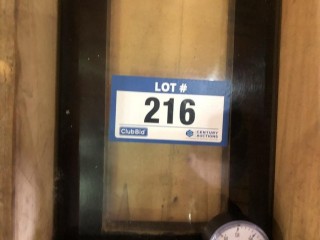 LOT #
216
ClubBid CENTURY AUCTIONS